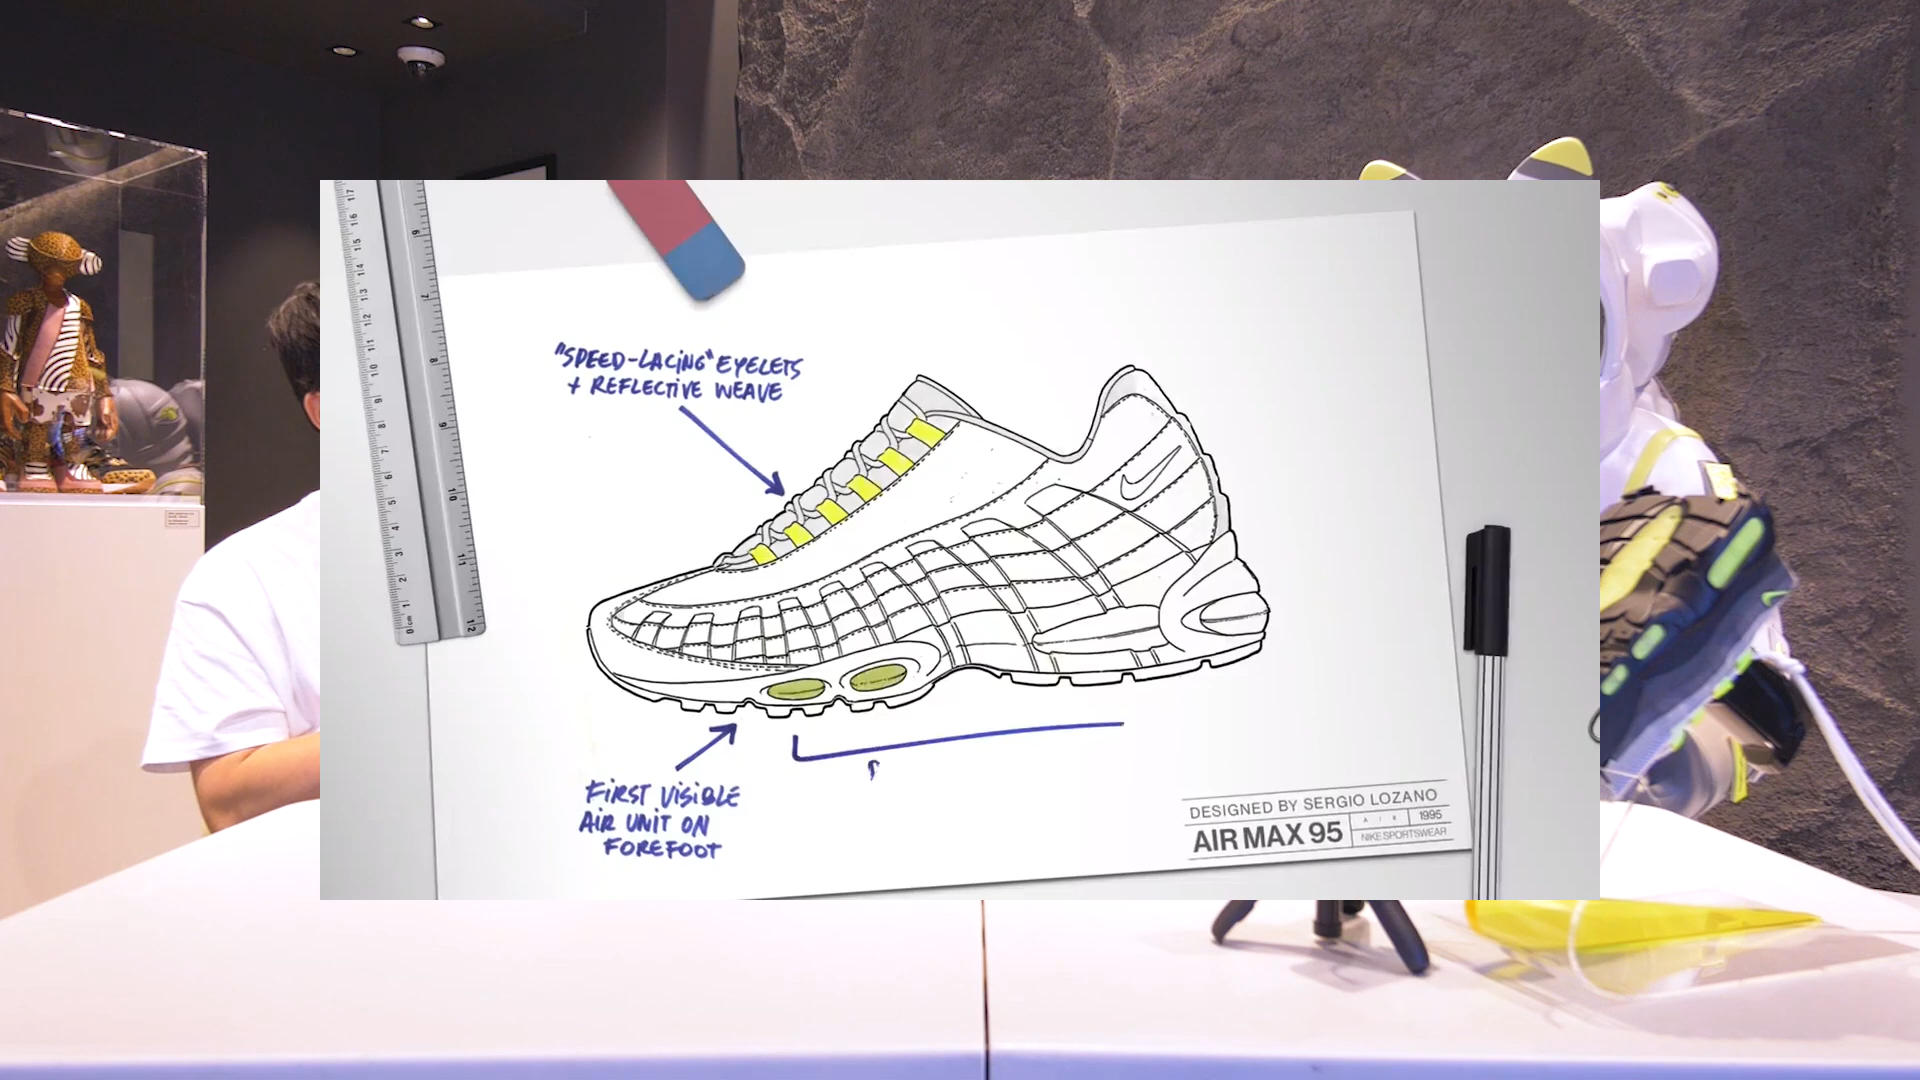 "SPEED-LACING" EYELETS
+ REFLECTIVE WEAVE
FIRST VISIBLE
AIR UNIT ON
FOREFOOT
DESIGNED BY SERGIO LOZANO
AIR MAX 95
AIR
1995
NIKE SPORTSWEAR